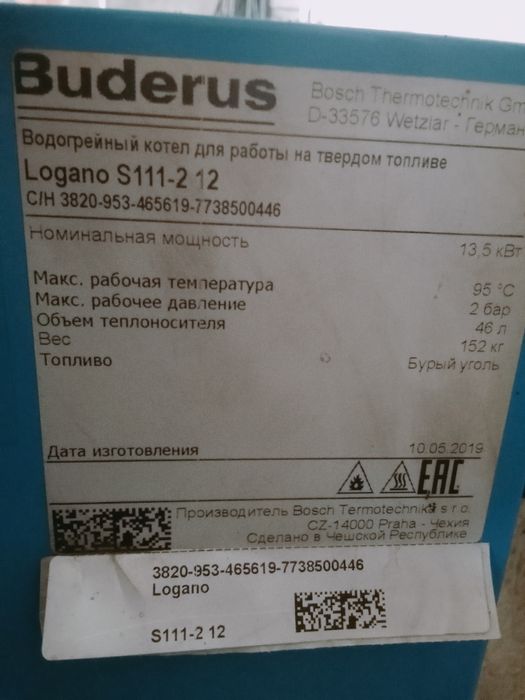 Buderus
Bosch Thermotechnik Gm
D-33576 Wetzlar - Герман
Водогрейный котел для работы на твердом топливе
Logano S111-2 12
С/Н 3820-953-465619-7738500446
Номинальная мощность 13,5 кВт
Макс. рабочая температура 95 °C
Макс. рабочее давление 2 бар
Объем теплоносителя 46 л
Вес 152 кг
Топливо Бурый уголь
Дата изготовления 10.05.2019
EAC
Производитель Bosch Termotechnika s.r.o.
CZ-14000 Praha - Чехия
Сделано в Чешской Республике
3820-953-465619-7738500446
Logano
S111-2 12